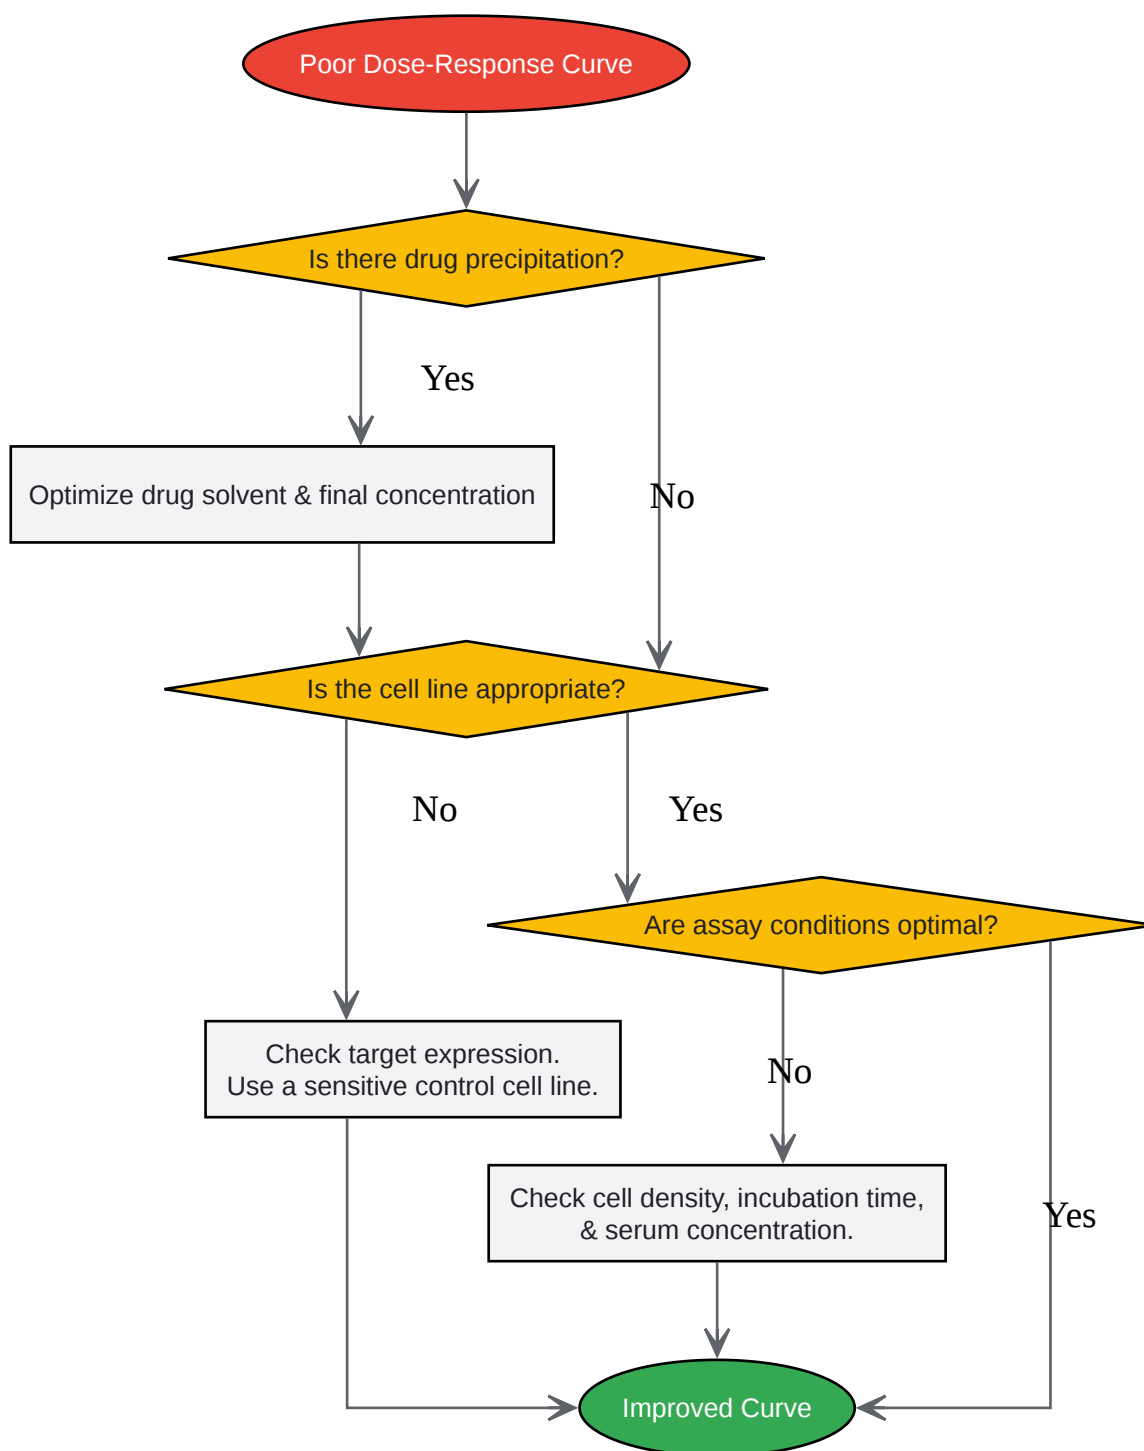 Poor Dose-Response Curve
Is there drug precipitation?
Yes
Optimize drug solvent & final concentration
No
Is the cell line appropriate?
No
Yes
Are assay conditions optimal?
Check target expression.
Use a sensitive control cell line.
No
Check cell density, incubation time,
& serum concentration.
Yes
Improved Curve